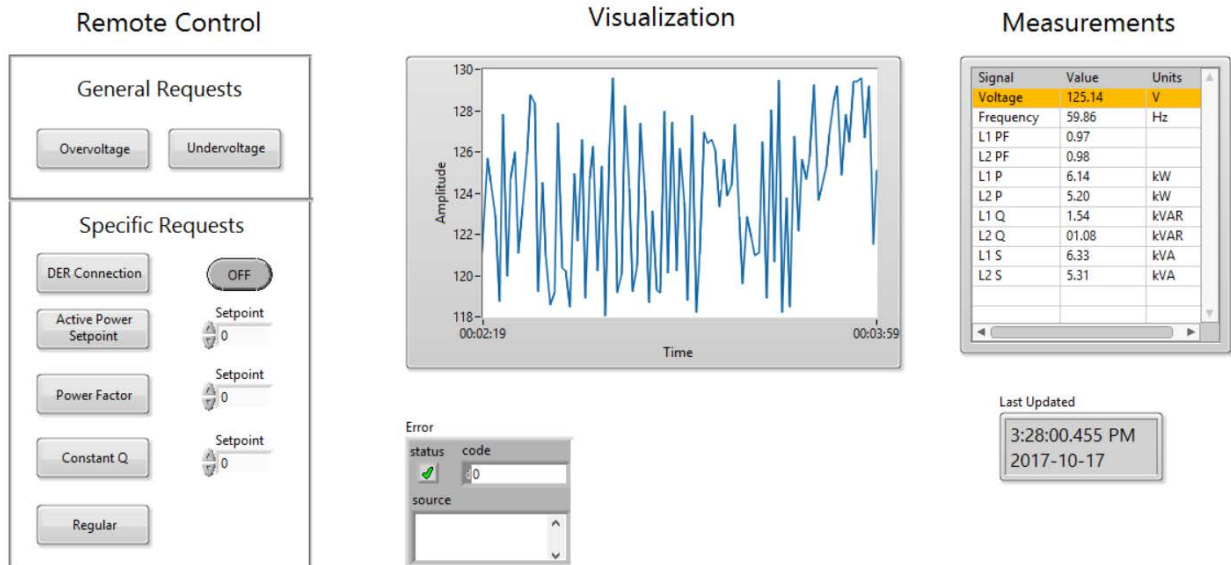 Remote Control
General Requests
Overvoltage Undervoltage
Specific Requests
DER Connection OFF
Active Power
Setpoint
Setpoint
0
Power Factor
Setpoint
0
Constant Q
Setpoint
0
Regular
Visualization
130
128
126
124
122
120
118
Amplitude
00:02:19 00:03:59
Time
Error
status code
d 0
source
Measurements
Signal Value Units
Voltage 125.14 V
Frequency 59.86 Hz
L1 PF 0.97
L2 PF 0.98
L1 P 6.14 kW
L2 P 5.20 kW
L1 Q 1.54 kVAR
L2 Q 01.08 kVAR
L1 S 6.33 kVA
L2 S 5.31 kVA
Last Updated
3:28:00.455 PM
2017-10-17